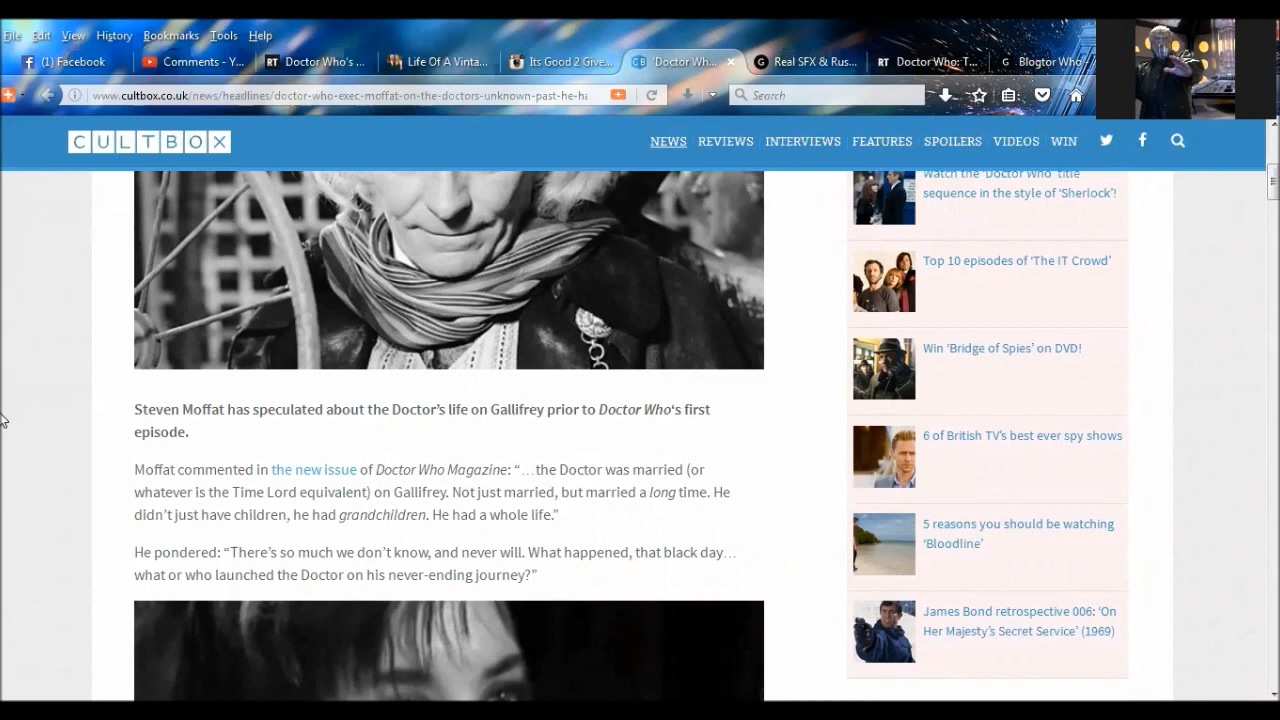 File Edit View History Bookmarks Tools Help
(1) Facebook
Comments - Y...
RT Doctor Who's ...
Life Of A Vinta...
Its Good 2 Give...
CB 'Doctor Wh...
G Real SFX & Rus...
RT Doctor Who: T...
G Blogtor Who -
www.cultbox.co.uk/news/headlines/doctor-who-exec-moffat-on-the-doctors-unknown-past-he-ha
Search
CULTBOX
NEWS REVIEWS INTERVIEWS FEATURES SPOILERS VIDEOS WIN
Steven Moffat has speculated about the Doctor's life on Gallifrey prior to Doctor Who's first
episode.
Moffat commented in the new issue of Doctor Who Magazine: "…the Doctor was married (or
whatever is the Time Lord equivalent) on Gallifrey. Not just married, but married a long time. He
didn't just have children, he had grandchildren. He had a whole life."
He pondered: "There's so much we don't know, and never will. What happened, that black day…
what or who launched the Doctor on his never-ending journey?"
Watch the 'Doctor Who' title
sequence in the style of 'Sherlock'!
Top 10 episodes of 'The IT Crowd'
Win 'Bridge of Spies' on DVD!
6 of British TV's best ever spy shows
5 reasons you should be watching
'Bloodline'
James Bond retrospective 006: 'On
Her Majesty's Secret Service' (1969)